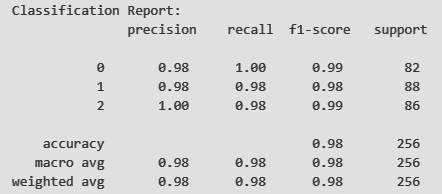 Classification Report:
precision recall f1-score support
0 0.98 1.00 0.99 82
1 0.98 0.98 0.98 88
2 1.00 0.98 0.99 86
accuracy 0.98 256
macro avg 0.98 0.98 0.98 256
weighted avg 0.98 0.98 0.98 256